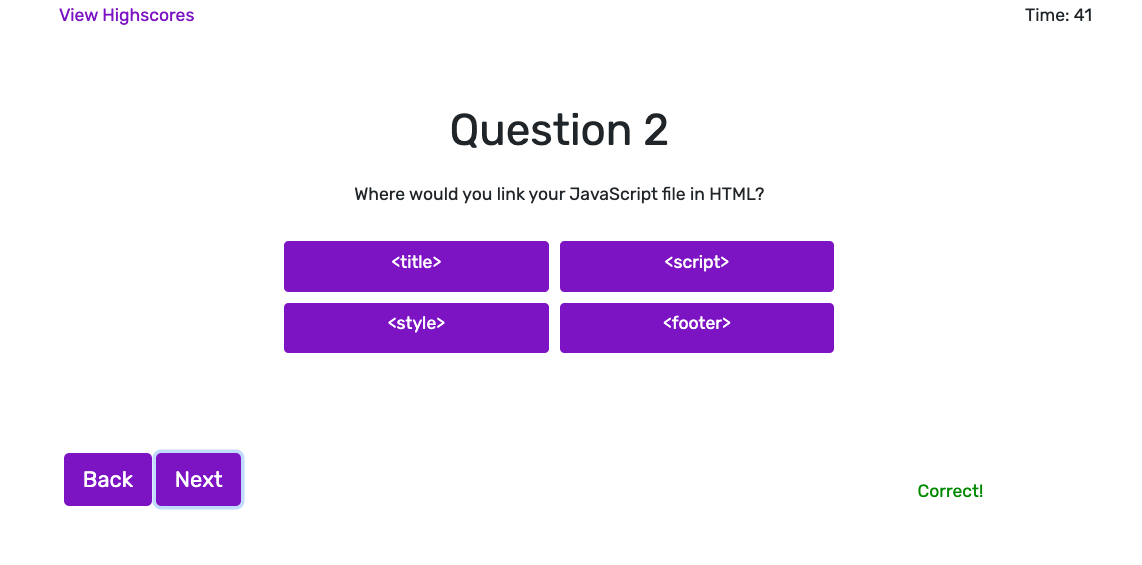 View Highscores
Time: 41
Question 2
Where would you link your JavaScript file in HTML?
<title>
<script>
<style>
<footer>
Back
Next
Correct!